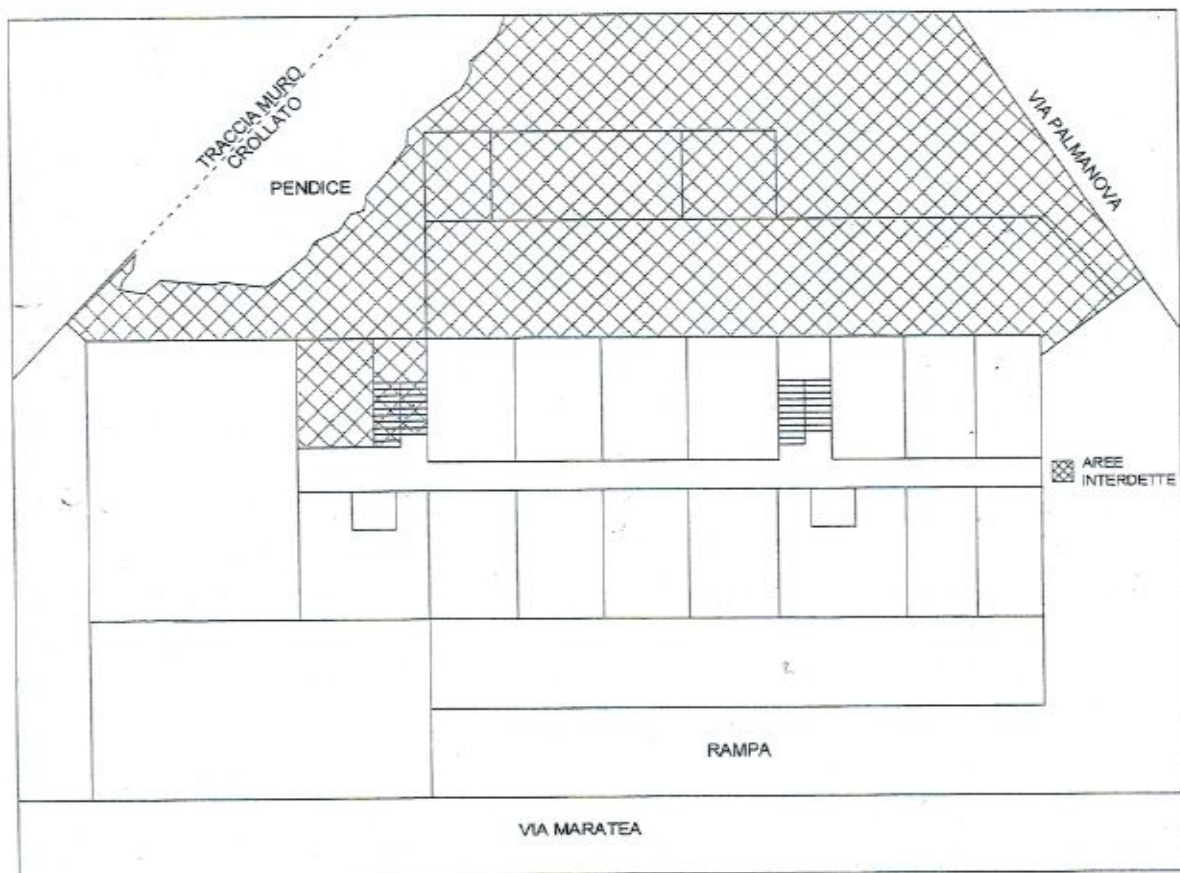 TRACCIA MURO
CROLLATO
PENDICE
VIA PALMANOVA
AREE
INTERDETTE
RAMPA
VIA MARATEA